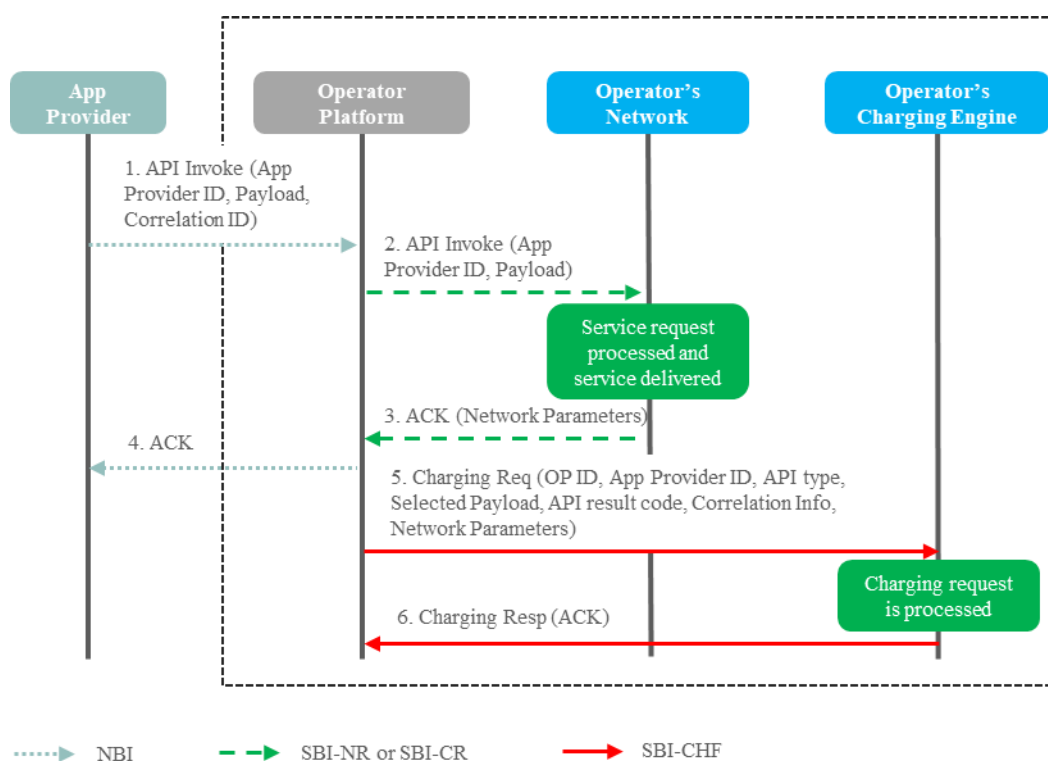 App
Provider
Operator
Platform
Operator's
Network
Operator's
Charging Engine
1. API Invoke (App
Provider ID, Payload,
Correlation ID)
2. API Invoke (App
Provider ID, Payload)
Service request
processed and
service delivered
3. ACK (Network Parameters)
4. ACK
5. Charging Req (OP ID, App Provider ID, API type,
Selected Payload, API result code, Correlation Info,
Network Parameters)
Charging request
is processed
6. Charging Resp (ACK)
NBI
SBI-NR or SBI-CR
SBI-CHF